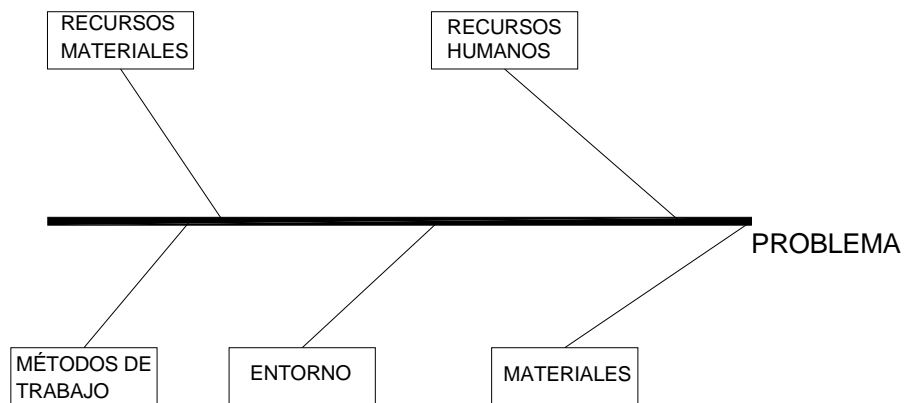 RECURSOS
MATERIALES
RECURSOS
HUMANOS
PROBLEMA
MÉTODOS DE
TRABAJO
ENTORNO
MATERIALES